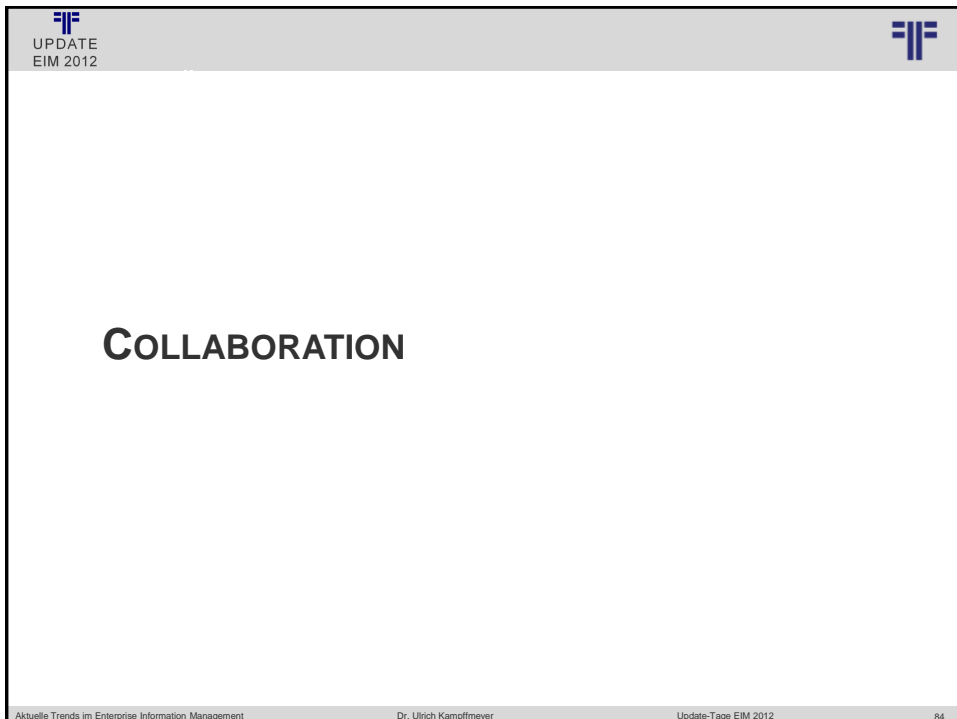 UPDATE
EIM 2012
COLLABORATION
Aktuelle Trends im Enterprise Information Management Dr. Ulrich Kampffmeyer Update-Tage EIM 2012 84